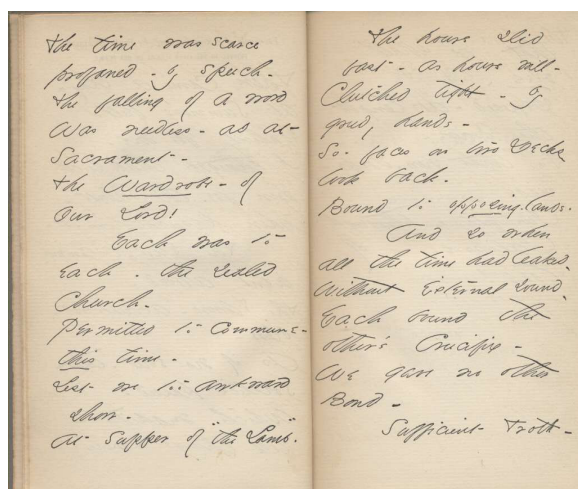 The time was scarce
profaned - by speech -
The falling of a word
Was needless - as at -
Sacrament -
The Wardrobe - of
Our Lord!
Each was to
Each - the sealed
Church -
Permitted to commune -
this time -
Lest we too awkward
show -
At Supper of "the Lamb".
The hours slid
fast - as hours will -
Clutched tight - by
greedy hands -
So - faces on two Decks
look back -
Bound to opposing lands.
And so when
all the time had leaked,
Without External Sound,
Each bound the
other's Crucifix -
We gave no other
Bond -
Sufficient - Troth -